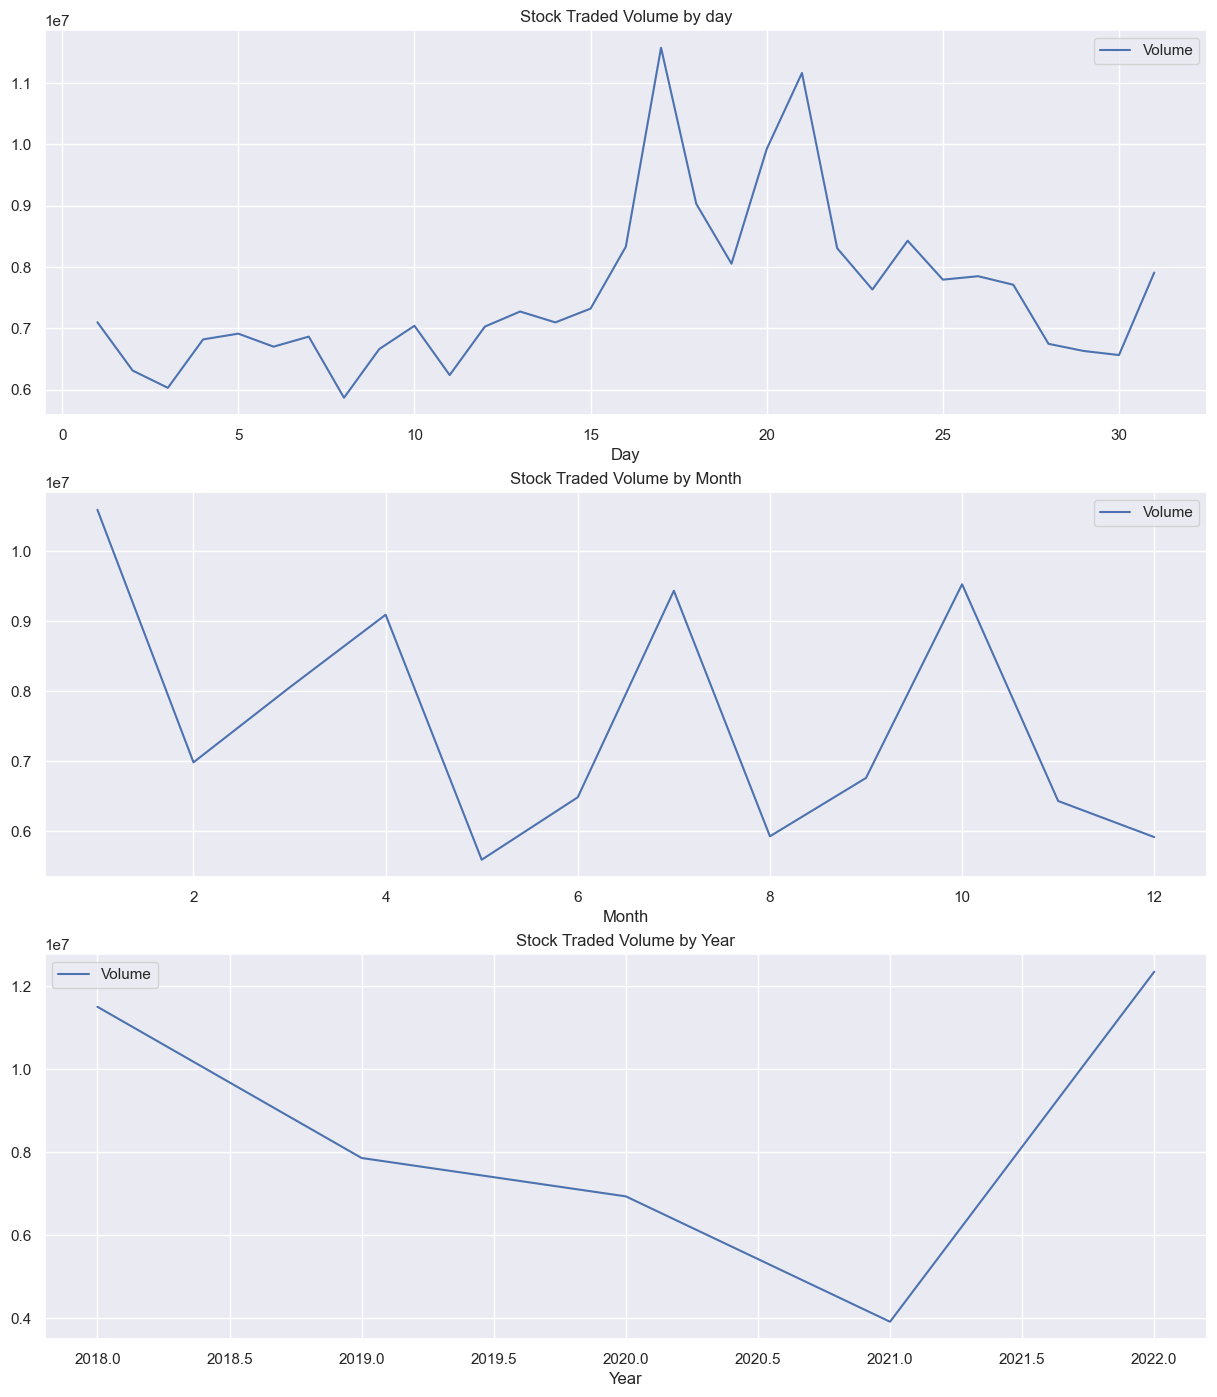 Stock Traded Volume by day
1e7
Volume
1.1
1.0
0.9
0.8
0.7
0.6
0 5 10 15 20 25 30
Day
Stock Traded Volume by Month
1e7
Volume
1.0
0.9
0.8
0.7
0.6
2 4 6 8 10 12
Month
Stock Traded Volume by Year
1e7
Volume
1.2
1.0
0.8
0.6
0.4
2018.0 2018.5 2019.0 2019.5 2020.0 2020.5 2021.0 2021.5 2022.0
Year